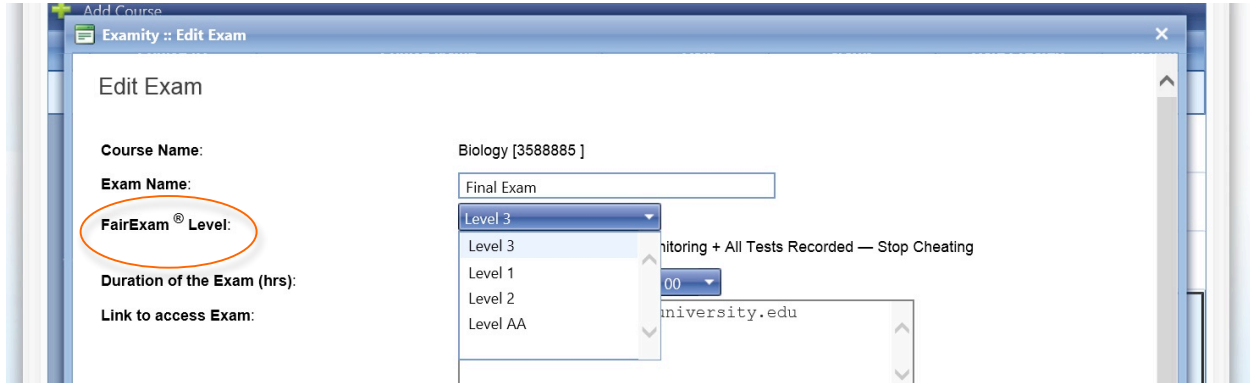 Add Course
Examity :: Edit Exam
Edit Exam
Course Name: Biology [3588885 ]
Exam Name: Final Exam
FairExam ® Level: Level 3
Level 3
nitoring + All Tests Recorded — Stop Cheating
Level 1
Duration of the Exam (hrs): 00
Level 2
Link to access Exam: university.edu
Level AA